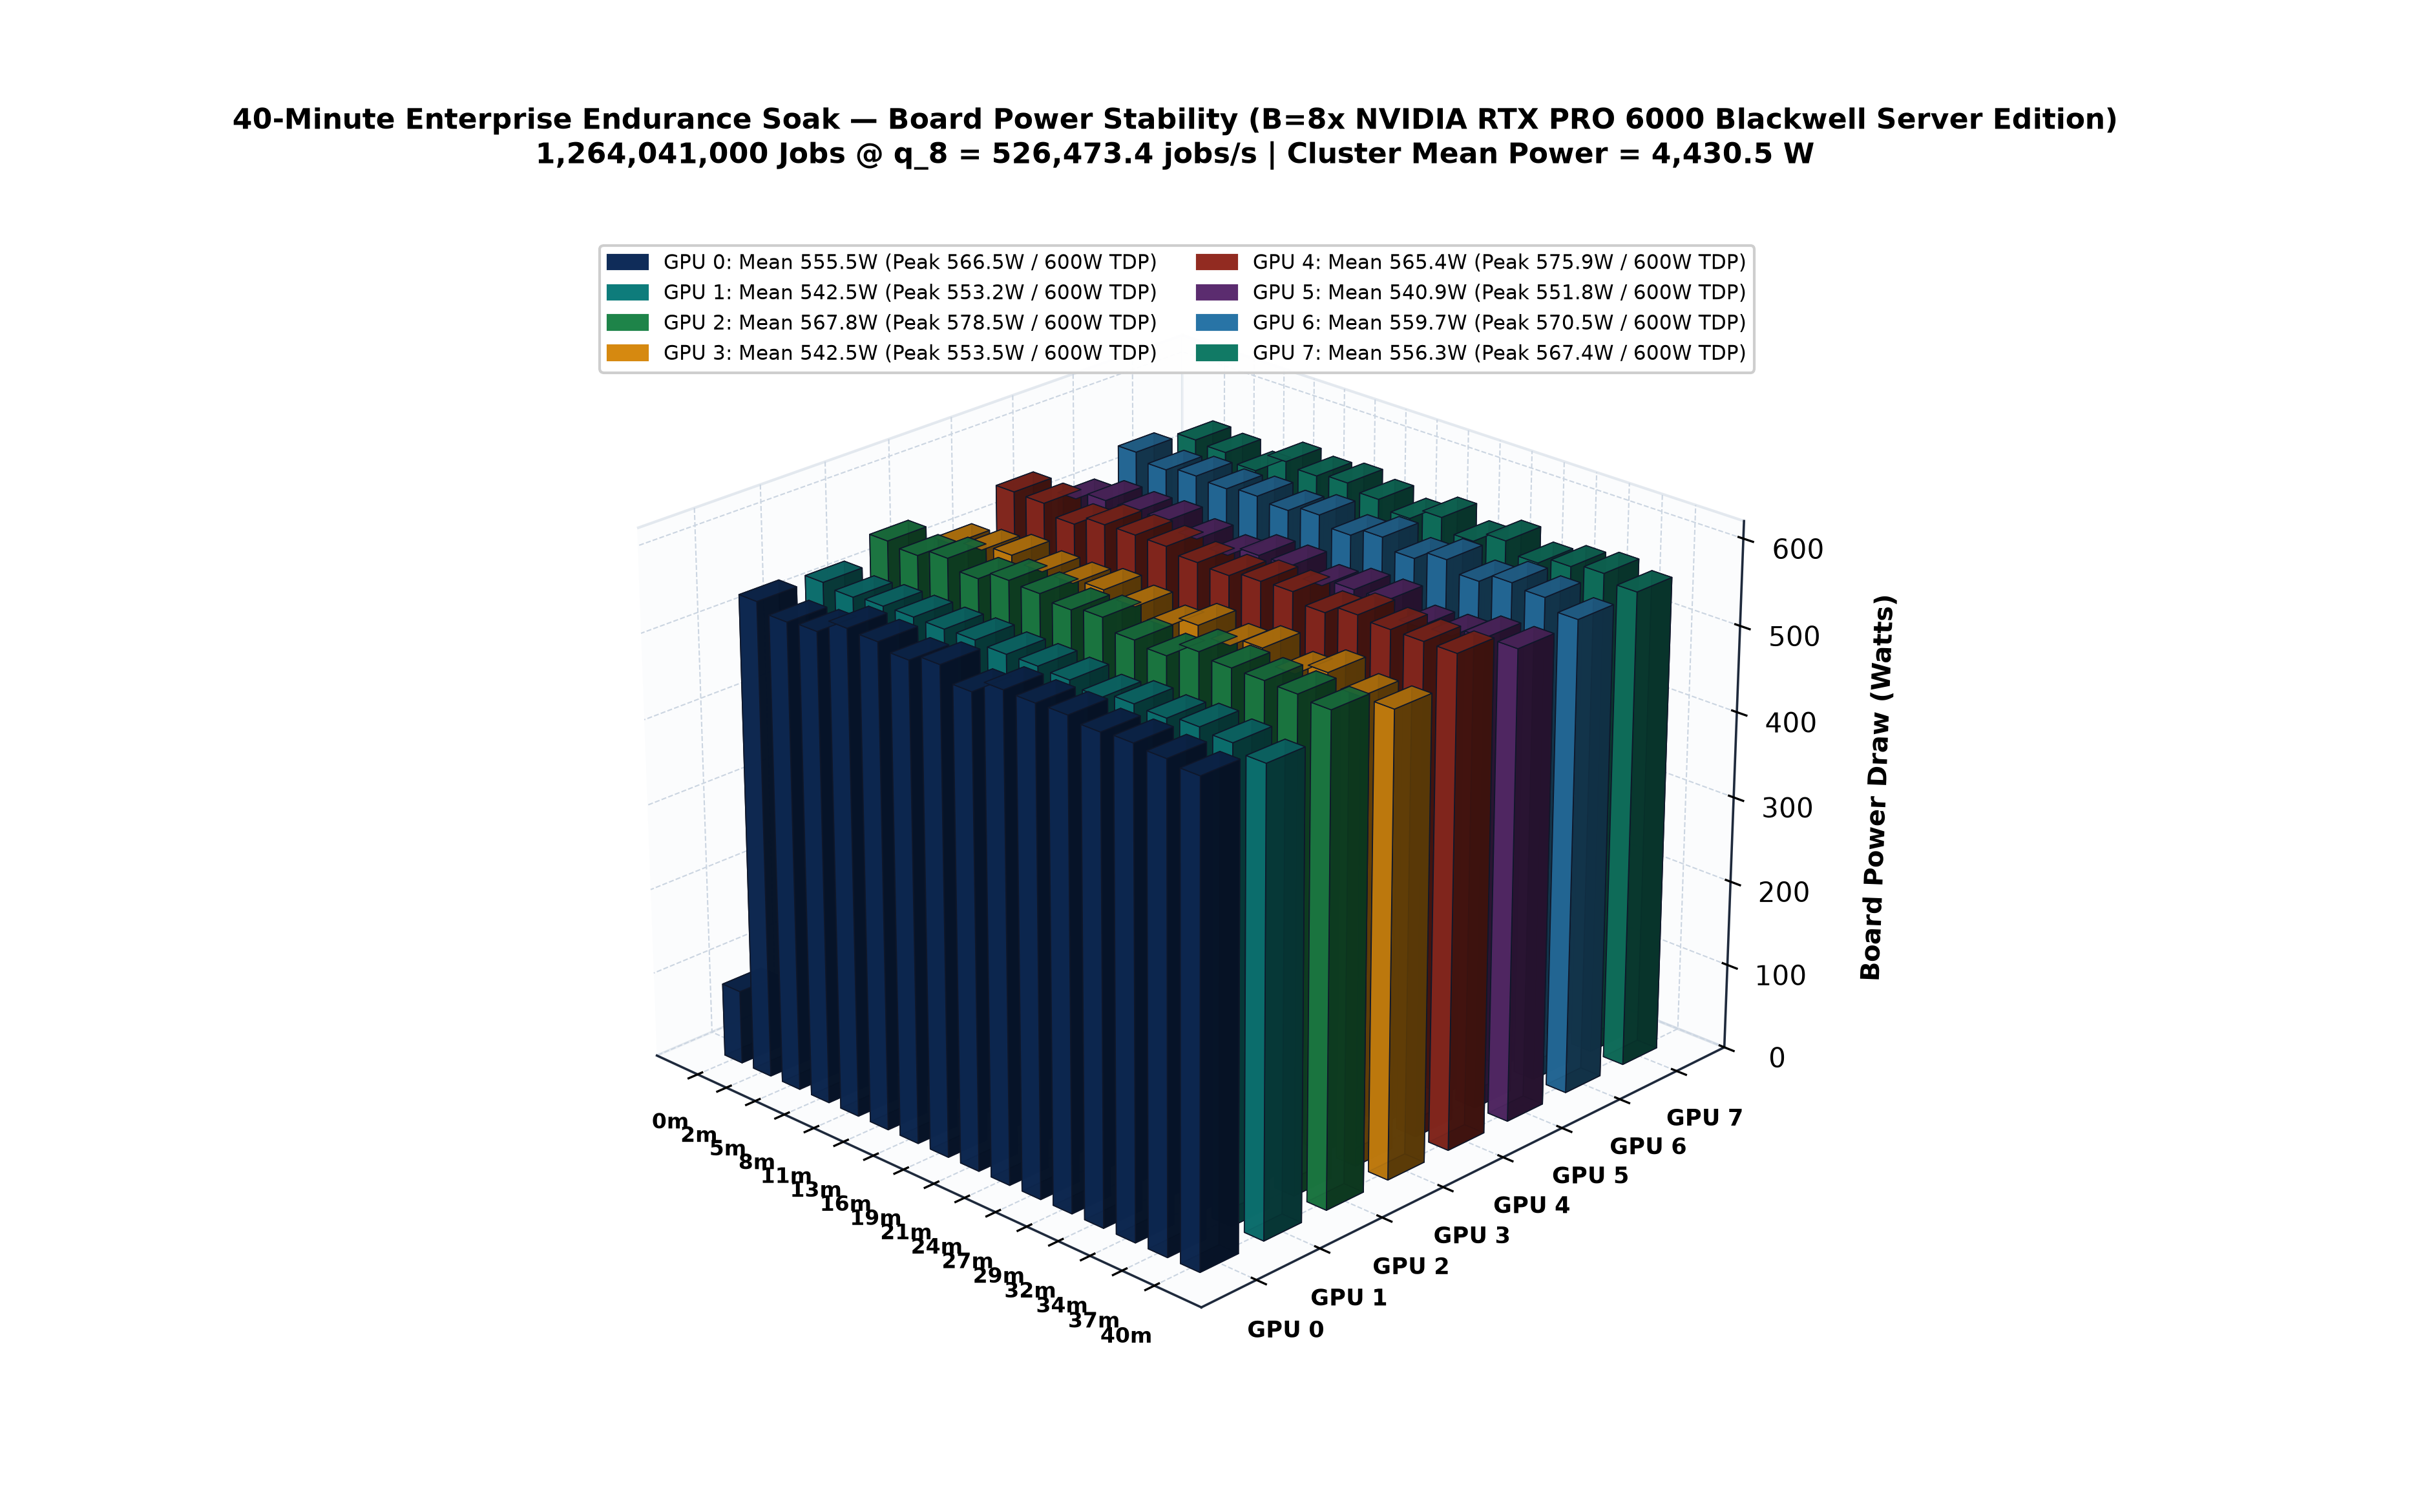 40-Minute Enterprise Endurance Soak — Board Power Stability (B=8x NVIDIA RTX PRO 6000 Blackwell Server Edition)
1,264,041,000 Jobs @ q_8 = 526,473.4 jobs/s | Cluster Mean Power = 4,430.5 W
GPU 0: Mean 555.5W (Peak 566.5W / 600W TDP)
GPU 1: Mean 542.5W (Peak 553.2W / 600W TDP)
GPU 2: Mean 567.8W (Peak 578.5W / 600W TDP)
GPU 3: Mean 542.5W (Peak 553.5W / 600W TDP)
GPU 4: Mean 565.4W (Peak 575.9W / 600W TDP)
GPU 5: Mean 540.9W (Peak 551.8W / 600W TDP)
GPU 6: Mean 559.7W (Peak 570.5W / 600W TDP)
GPU 7: Mean 556.3W (Peak 567.4W / 600W TDP)
600
500
400
300
200
100
0
Board Power Draw (Watts)
0m
2m
5m
8m
11m
13m
16m
19m
21m
24m
27m
29m
32m
34m
37m
40m
GPU 0
GPU 1
GPU 2
GPU 3
GPU 4
GPU 5
GPU 6
GPU 7